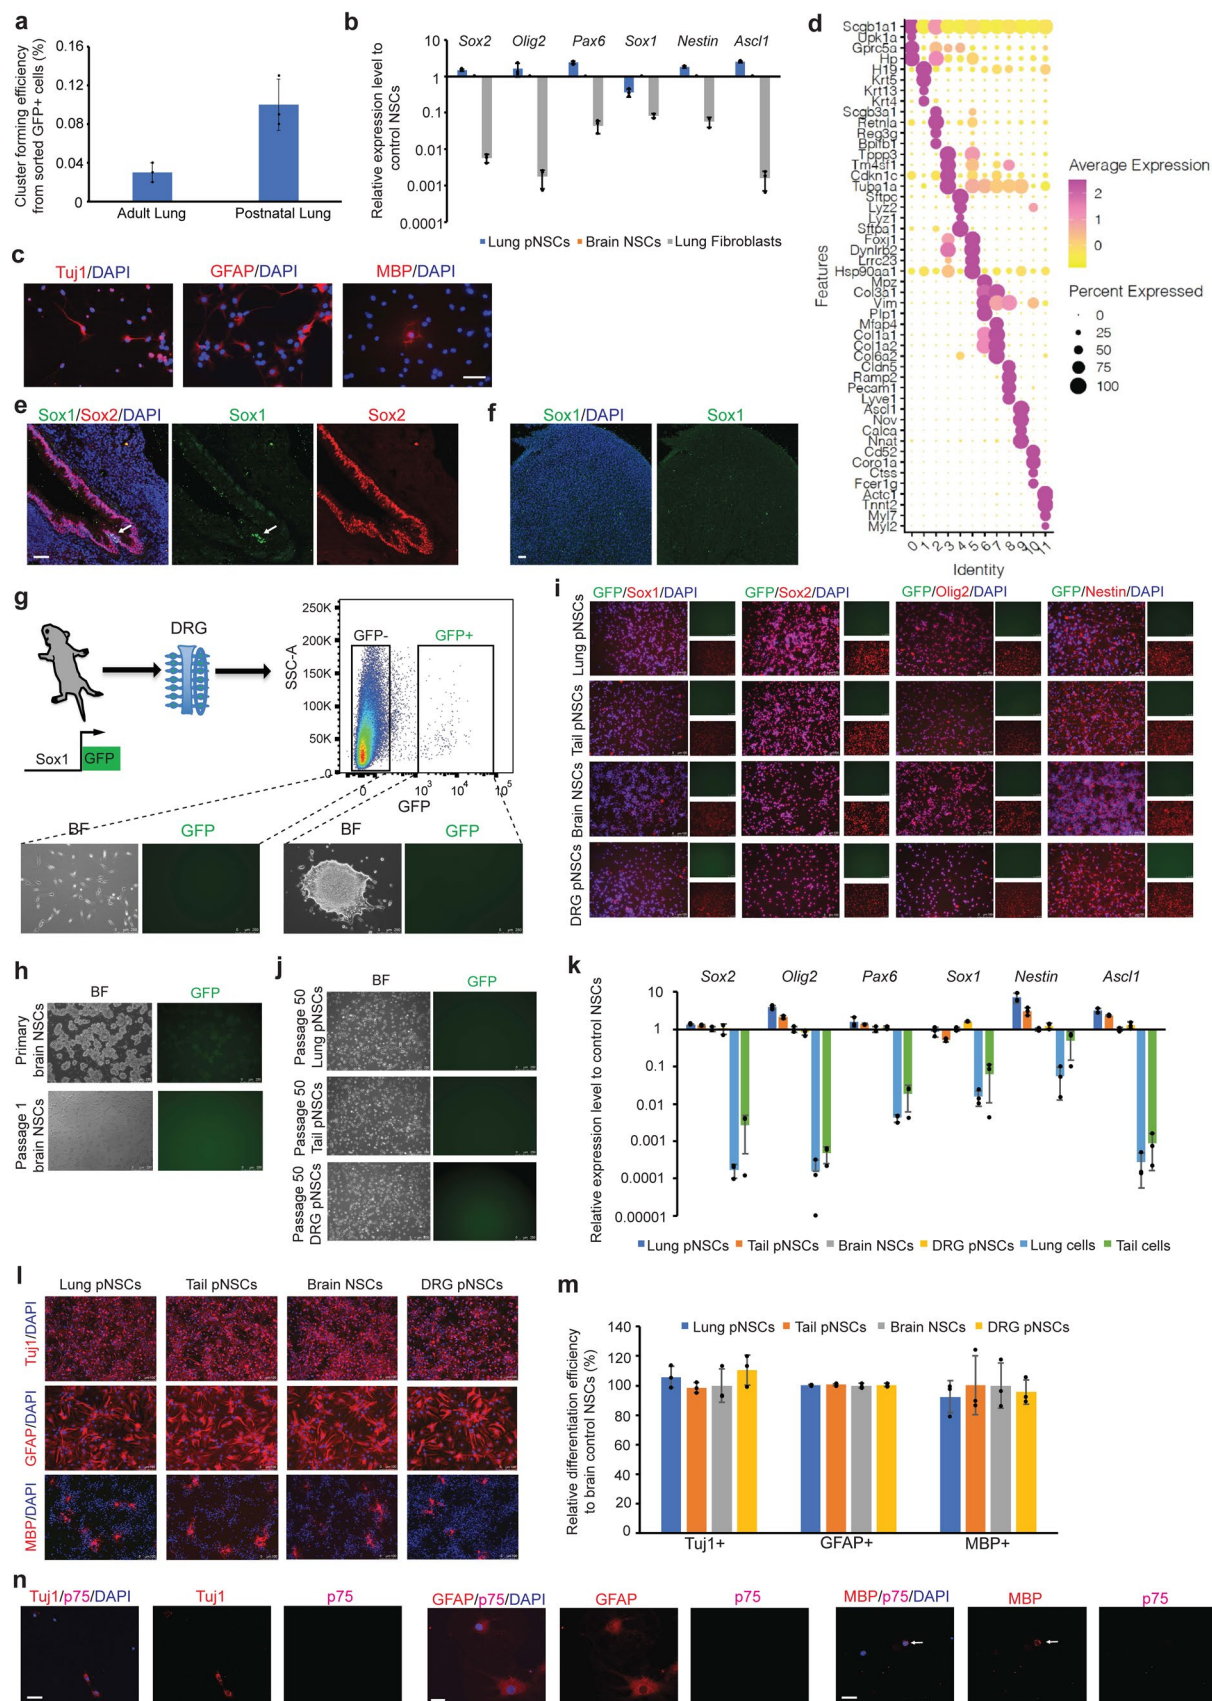 a
Cluster forming efficiency
from sorted GFP+ cells (%)
0.16
0.12
0.08
0.04
0
Adult Lung
Postnatal Lung
b
Relative expression level to
control NSCs
Sox2 Olig2 Pax6 Sox1 Nestin Ascl1
10
1
0.1
0.01
0.001
0.0001
Lung pNSCs Brain NSCs Lung Fibroblasts
c
Tuj1/DAPI GFAP/DAPI MBP/DAPI
d
Features
Scgb1a1
Upk1a
Gprc5a
Hp
H19
Krt5
Krt13
Krt4
Scgb3a1
Retnla
Reg3g
Bpifb1
Tppp3
Tm4sf1
Cdkn1c
Tuba1a
Sftpc
Lyz2
Lyz1
Sftpa1
Foxj1
Dynlrb2
Lrrc23
Hsp90aa1
Mpz
Col3a1
Vim
Plp1
Mfap4
Col1a1
Col1a2
Col6a2
Cldn5
Ramp2
Pecam1
Lyve1
Ascl1
Nov
Calca
Nnat
Cd52
Coro1a
Ctss
Fcer1g
Actc1
Tnnt2
Myl7
Myl2
0 1 2 3 4 5 6 7 8 9 10 11
Identity
Average Expression
2
1
0
Percent Expressed
0
25
50
75
100
e
Sox1/Sox2/DAPI Sox1 Sox2
f
Sox1/DAPI Sox1
g
DRG
Sox1 GFP
SSC-A
250K
200K
150K
100K
50K
0
GFP- GFP+
0 10³ 10⁴ 10⁵
GFP
BF GFP BF GFP
h
BF GFP
Primary
brain NSCs
Passage 1
brain NSCs
i
GFP/Sox1/DAPI GFP/Sox2/DAPI GFP/Olig2/DAPI GFP/Nestin/DAPI
Lung pNSCs
Tail pNSCs
Brain NSCs
DRG pNSCs
j
BF GFP
Passage 50
Lung pNSCs
Passage 50
Tail pNSCs
Passage 50
DRG pNSCs
k
Relative expression level to control NSCs
Sox2 Olig2 Pax6 Sox1 Nestin Ascl1
10
1
0.1
0.01
0.001
0.0001
0.00001
Lung pNSCs Tail pNSCs Brain NSCs DRG pNSCs Lung cells Tail cells
l
Lung pNSCs Tail pNSCs Brain NSCs DRG pNSCs
Tuj1/DAPI
GFAP/DAPI
MBP/DAPI
m
Relative differentiation efficiency
to brain control NSCs (%)
Lung pNSCs Tail pNSCs Brain NSCs DRG pNSCs
140
120
100
80
60
40
20
0
Tuj1+ GFAP+ MBP+
n
Tuj1/p75/DAPI Tuj1 p75 GFAP/p75/DAPI GFAP p75 MBP/p75/DAPI MBP p75